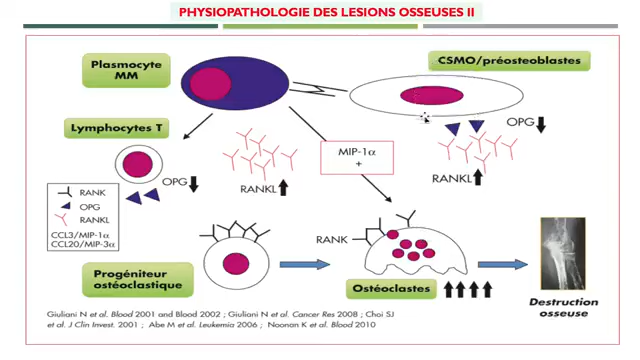 PHYSIOPATHOLOGIE DES LESIONS OSSEUSES II
Plasmocyte
MM
CSMO/préosteoblastes
Lymphocytes T
OPG
MIP-1α
+
OPG
RANKL
RANKL
RANK
OPG
RANKL
CCL3/MIP-1α
CCL20/MIP-3α
RANK
Progéniteur
ostéoclastique
Ostéoclastes
Destruction
osseuse
Giuliani N et al. Blood 2001 and Blood 2002 ; Giuliani N et al. Cancer Res 2008 ; Choi SJ
et al. J Clin Invest. 2001 ; Abe M et al. Leukemia 2006 ; Noonan K et al. Blood 2010